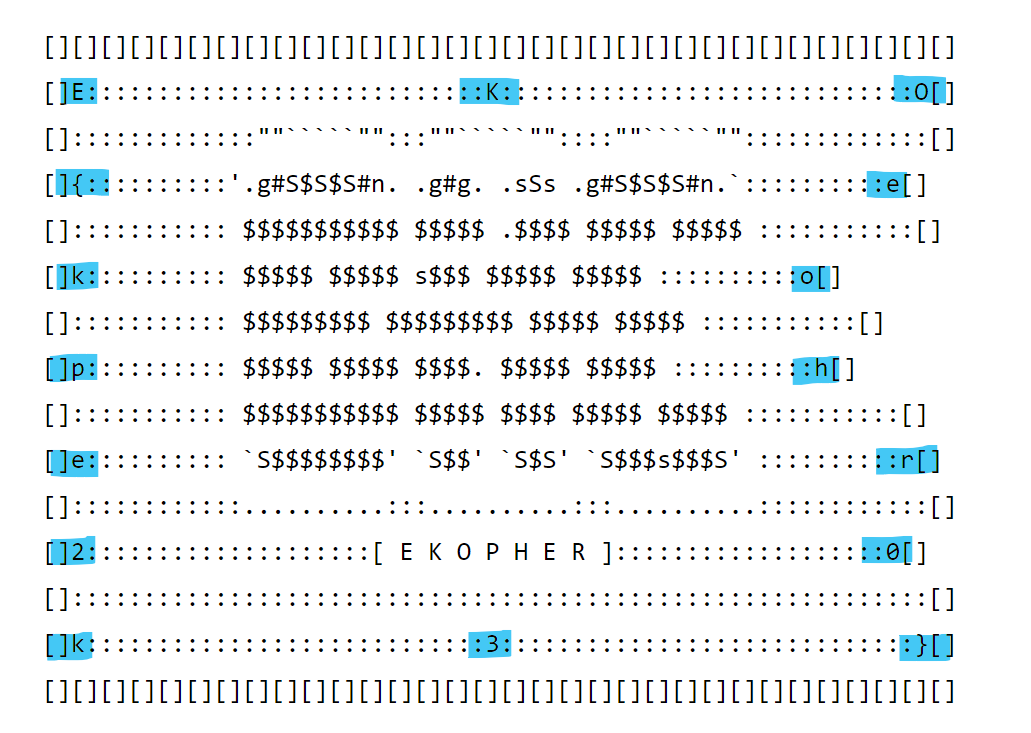 [][][][][][][][][][][][][][][][][][][][][][][][][][][][][][][][]
[]E::::::::::::::::::::::::::::K:::::::::::::::::::::::::::::O[]
[]:::::::::::::""`````"":::""`````""::::""`````"":::::::::::::[]
[]{::::::::::'.g#S$S$S#n. .g#g. .sSs .g#S$S$S#n.`::::::::::e[]
[]::::::::::: $$$$$$$$$$$ $$$$$ .$$$$ $$$$$ $$$$$ :::::::::::[]
[]k:::::::::: $$$$$ $$$$$ s$$$ $$$$$ $$$$$ ::::::::::o[]
[]::::::::::: $$$$$$$$$ $$$$$$$$$ $$$$$ $$$$$ :::::::::::[]
[]p:::::::::: $$$$$ $$$$$ $$$$. $$$$$ $$$$$ ::::::::::h[]
[]::::::::::: $$$$$$$$$$$ $$$$$ $$$$ $$$$$ $$$$$ :::::::::::[]
[]e:::::::::: `S$$$$$$$$' `S$$' `S$S' `S$$$s$$$S' ::::::::::r[]
[]::::::::::::..........:::..........:::..........::::::::::::[]
[]2::::::::::::::::::::[ E K O P H E R ]:::::::::::::::::::0[]
[]::::::::::::::::::::::::::::::::::::::::::::::::::::::::::::[]
[]k::::::::::::::::::::::::::::3:::::::::::::::::::::::::::::}[]
[][][][][][][][][][][][][][][][][][][][][][][][][][][][][][][][]